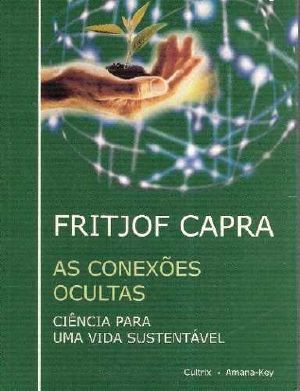 FRITJOF CAPRA
AS CONEXÕES
OCULTAS
CIÊNCIA PARA
UMA VIDA SUSTENTÁVEL
Cultrix - Amana-Key